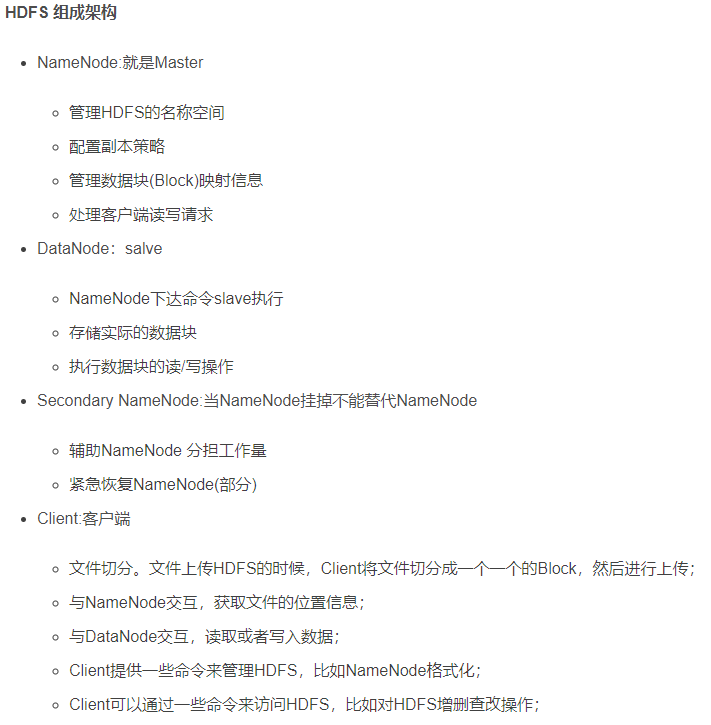 HDFS 组成架构
NameNode:就是Master
管理HDFS的名称空间
配置副本策略
管理数据块(Block)映射信息
处理客户端读写请求
DataNode：salve
NameNode下达命令slave执行
存储实际的数据块
执行数据块的读/写操作
Secondary NameNode:当NameNode挂掉不能替代NameNode
辅助NameNode 分担工作量
紧急恢复NameNode(部分)
Client:客户端
文件切分。文件上传HDFS的时候，Client将文件切分成一个一个的Block，然后进行上传；
与NameNode交互，获取文件的位置信息；
与DataNode交互，读取或者写入数据；
Client提供一些命令来管理HDFS，比如NameNode格式化；
Client可以通过一些命令来访问HDFS，比如对HDFS增删查改操作；